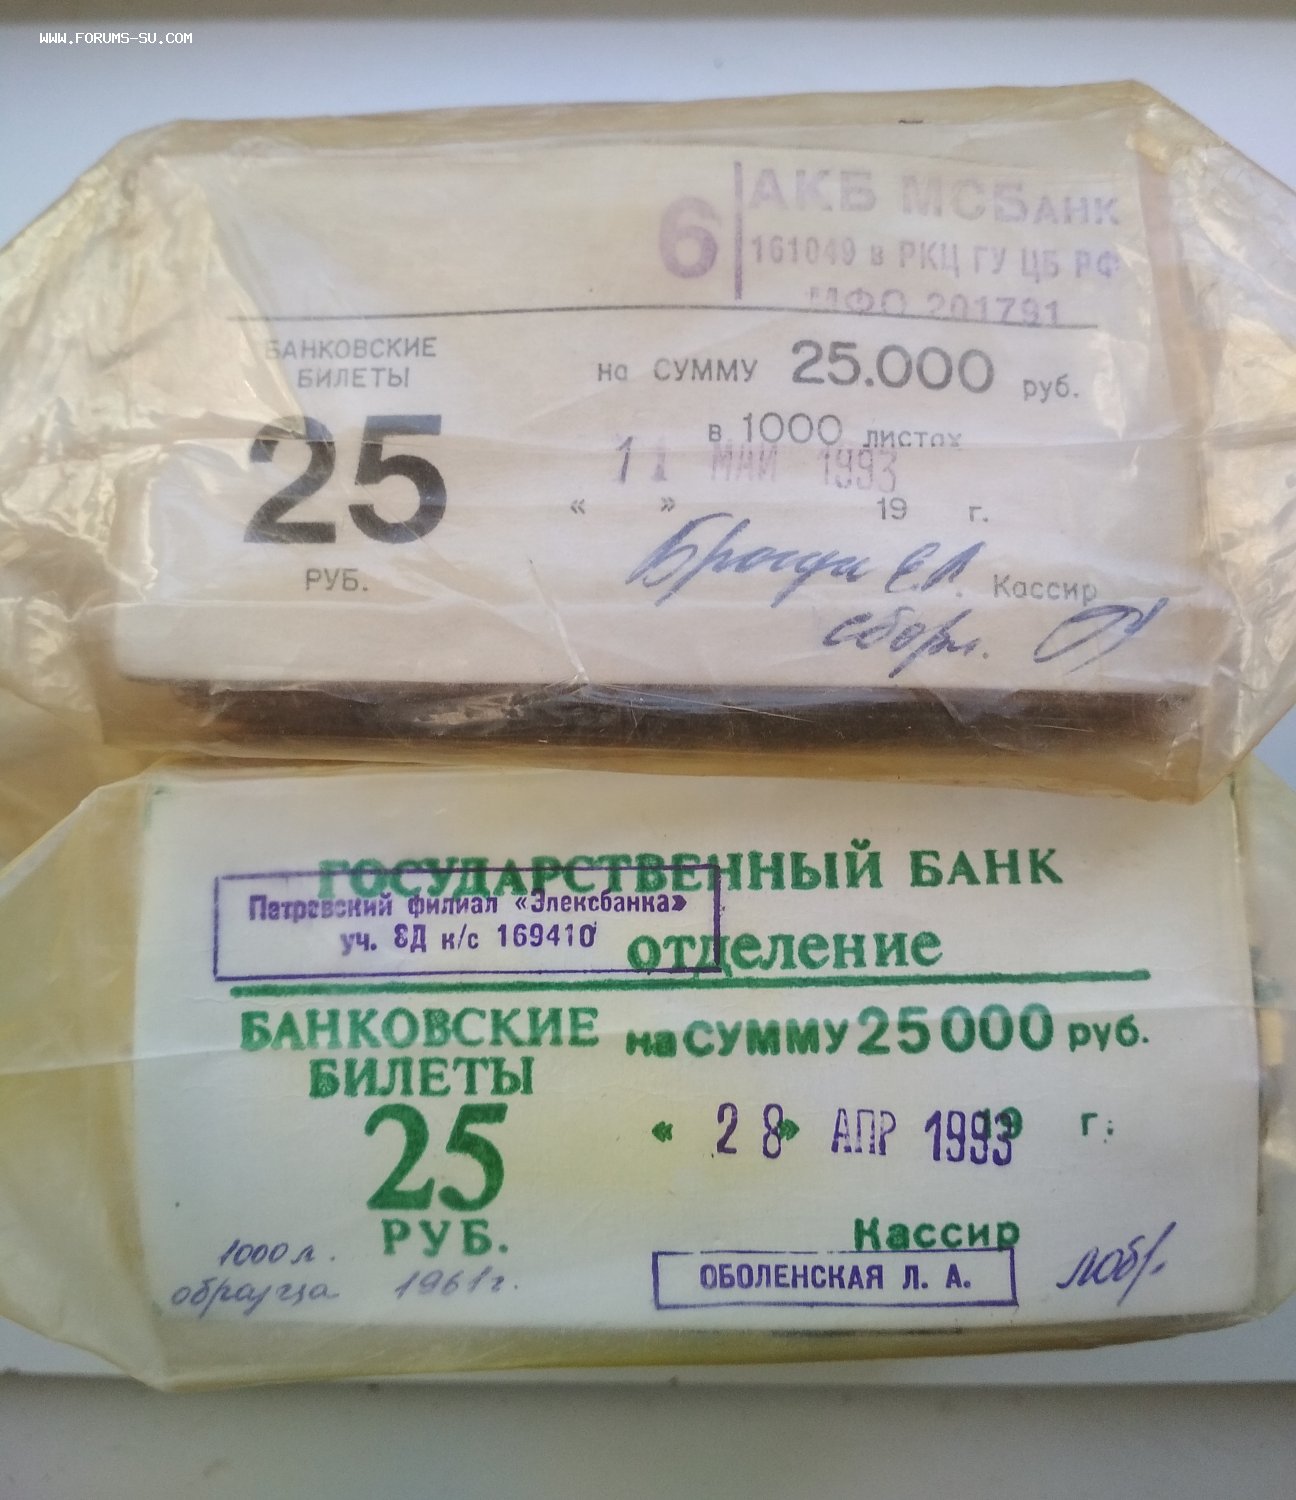 WWW.FORUMS-SU.COM
6 АКБ МСБАНК
161049 в РКЦ ГУ ЦБ РФ
МФО 201791
БАНКОВСКИЕ
БИЛЕТЫ
25
РУБ.
на СУММУ 25.000 руб.
в 1000 листах
11 МАЙ 1993
« » 19 г.
Е.А. Кассир
ГОСУДАРСТВЕННЫЙ БАНК
Петровский филиал «Элексбанка»
уч. 8Д к/с 169410
отделение
БАНКОВСКИЕ
БИЛЕТЫ
25
РУБ.
на СУММУ 25000 руб.
« 28 » АПР 1993 19 г.
Кассир
ОБОЛЕНСКАЯ Л. А.
1000 л.
образца 1961 г.